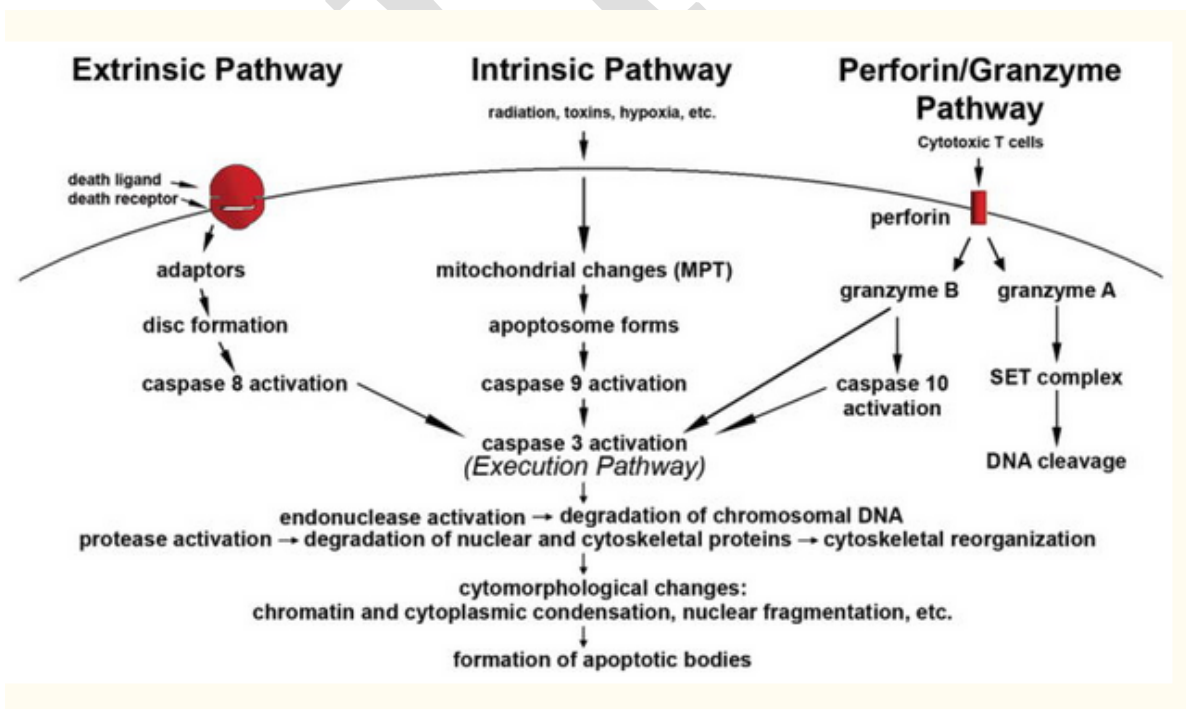 Extrinsic Pathway
Intrinsic Pathway
Perforin/Granzyme
Pathway
radiation, toxins, hypoxia, etc.
Cytotoxic T cells
death ligand
death receptor
perforin
adaptors
mitochondrial changes (MPT)
granzyme B
granzyme A
disc formation
apoptosome forms
caspase 8 activation
caspase 9 activation
caspase 10
activation
SET complex
caspase 3 activation
(Execution Pathway)
DNA cleavage
endonuclease activation → degradation of chromosomal DNA
protease activation → degradation of nuclear and cytoskeletal proteins → cytoskeletal reorganization
cytomorphological changes:
chromatin and cytoplasmic condensation, nuclear fragmentation, etc.
formation of apoptotic bodies